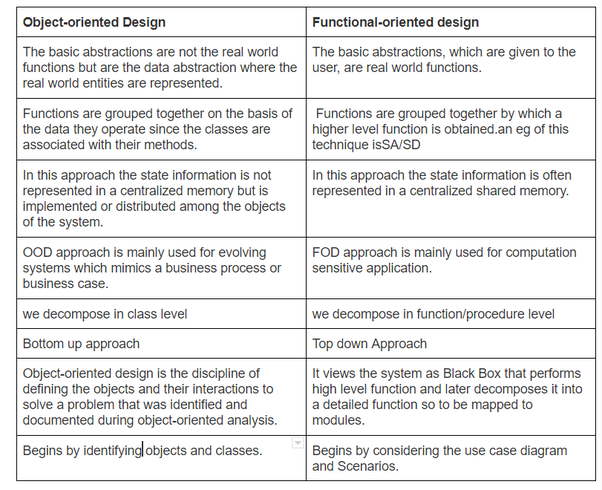 Object-oriented Design
Functional-oriented design
The basic abstractions are not the real world
functions but are the data abstraction where the
real world entities are represented.
The basic abstractions, which are given to the
user, are real world functions.
Functions are grouped together on the basis of
the data they operate since the classes are
associated with their methods.
Functions are grouped together by which a
higher level function is obtained.an eg of this
technique isSA/SD
In this approach the state information is not
represented in a centralized memory but is
implemented or distributed among the objects
of the system.
In this approach the state information is often
represented in a centralized shared memory.
OOD approach is mainly used for evolving
systems which mimics a business process or
business case.
FOD approach is mainly used for computation
sensitive application.
we decompose in class level
we decompose in function/procedure level
Bottom up approach
Top down Approach
Object-oriented design is the discipline of
defining the objects and their interactions to
solve a problem that was identified and
documented during object-oriented analysis.
It views the system as Black Box that performs
high level function and later decomposes it into
a detailed function so to be mapped to
modules.
Begins by identifying objects and classes.
Begins by considering the use case diagram
and Scenarios.